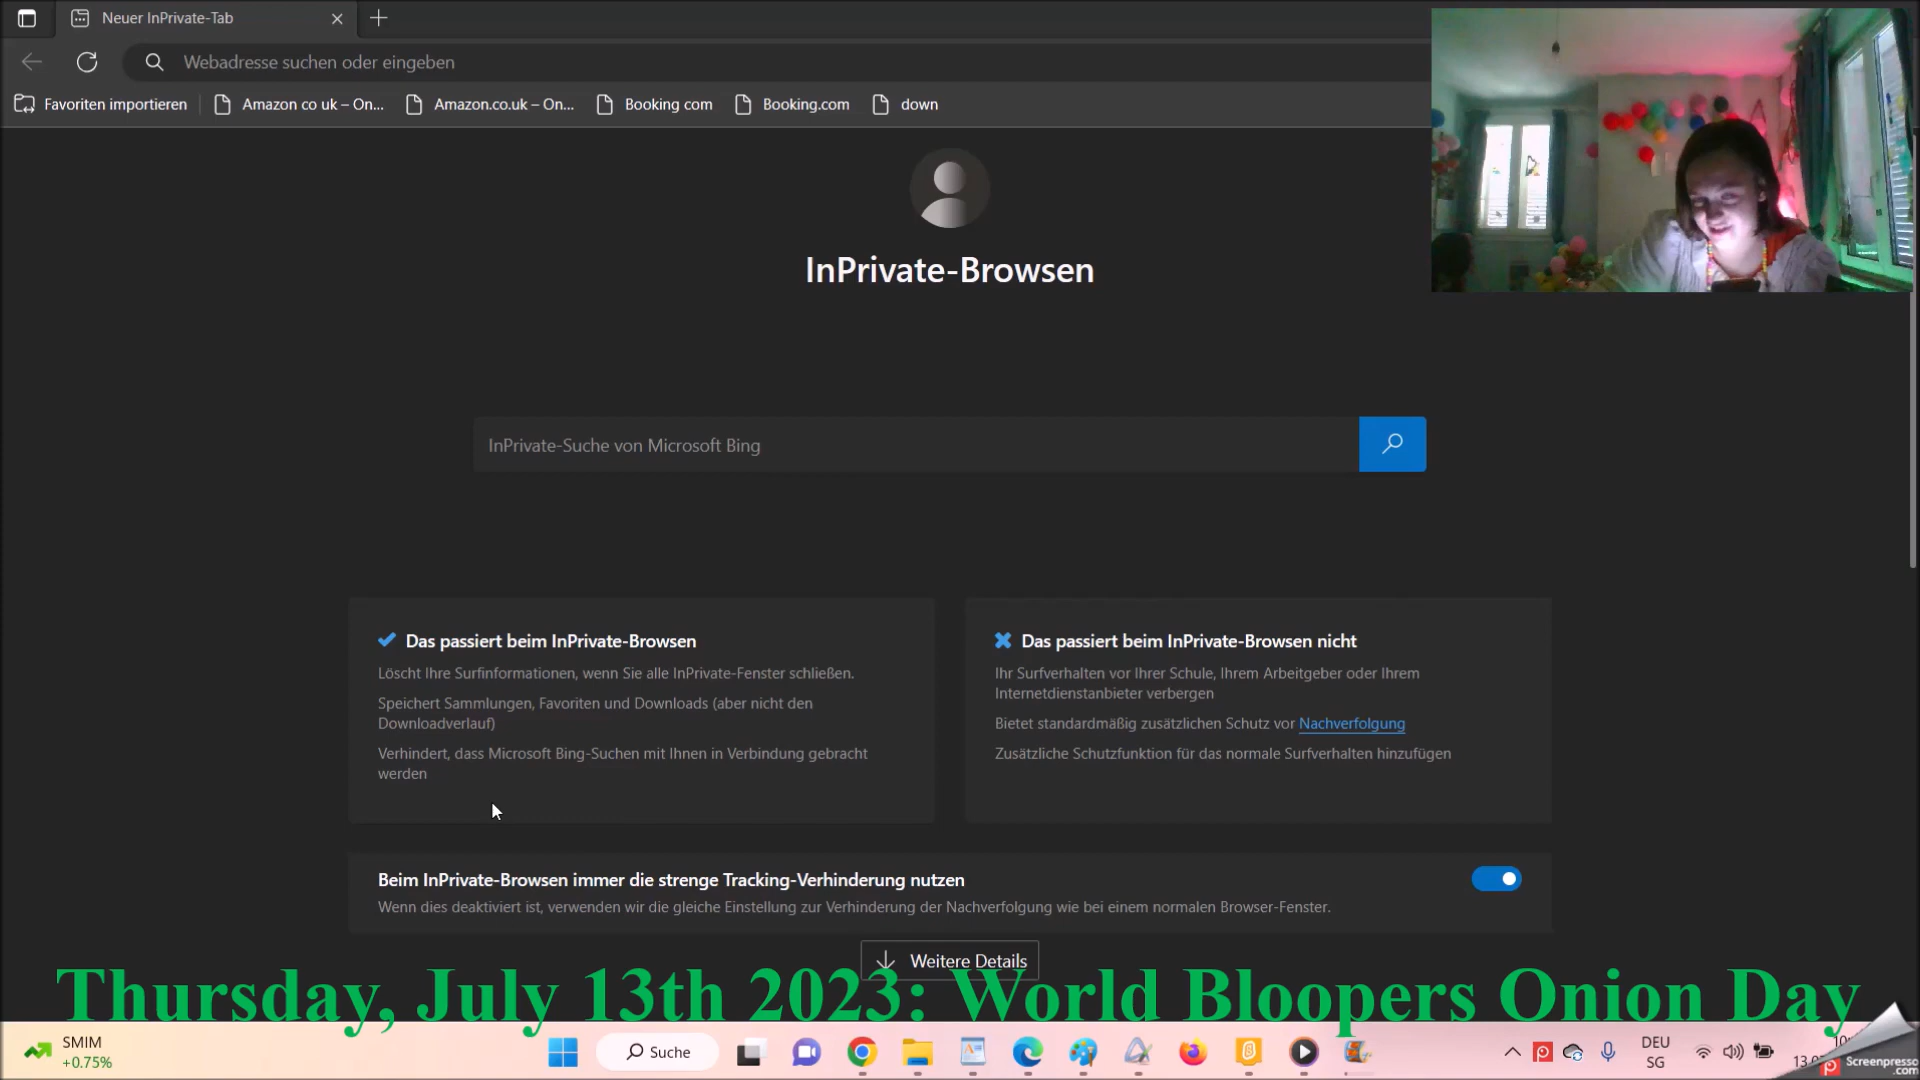 Neuer InPrivate-Tab
Webadresse suchen oder eingeben
Favoriten importieren
Amazon co uk – On...
Amazon.co.uk – On...
Booking com
Booking.com
down
InPrivate-Browsen
InPrivate-Suche von Microsoft Bing
Das passiert beim InPrivate-Browsen
Löscht Ihre Surfinformationen, wenn Sie alle InPrivate-Fenster schließen.
Speichert Sammlungen, Favoriten und Downloads (aber nicht den
Downloadverlauf)
Verhindert, dass Microsoft Bing-Suchen mit Ihnen in Verbindung gebracht
werden
Das passiert beim InPrivate-Browsen nicht
Ihr Surfverhalten vor Ihrer Schule, Ihrem Arbeitgeber oder Ihrem
Internetdienstanbieter verbergen
Bietet standardmäßig zusätzlichen Schutz vor Nachverfolgung
Zusätzliche Schutzfunktion für das normale Surfverhalten hinzufügen
Beim InPrivate-Browsen immer die strenge Tracking-Verhinderung nutzen
Wenn dies deaktiviert ist, verwenden wir die gleiche Einstellung zur Verhinderung der Nachverfolgung wie bei einem normalen Browser-Fenster.
Weitere Details
Thursday, July 13th 2023: World Bloopers Onion Day
SMIM
+0.75%
Suche
DEU
SG
Screenpresso
.com